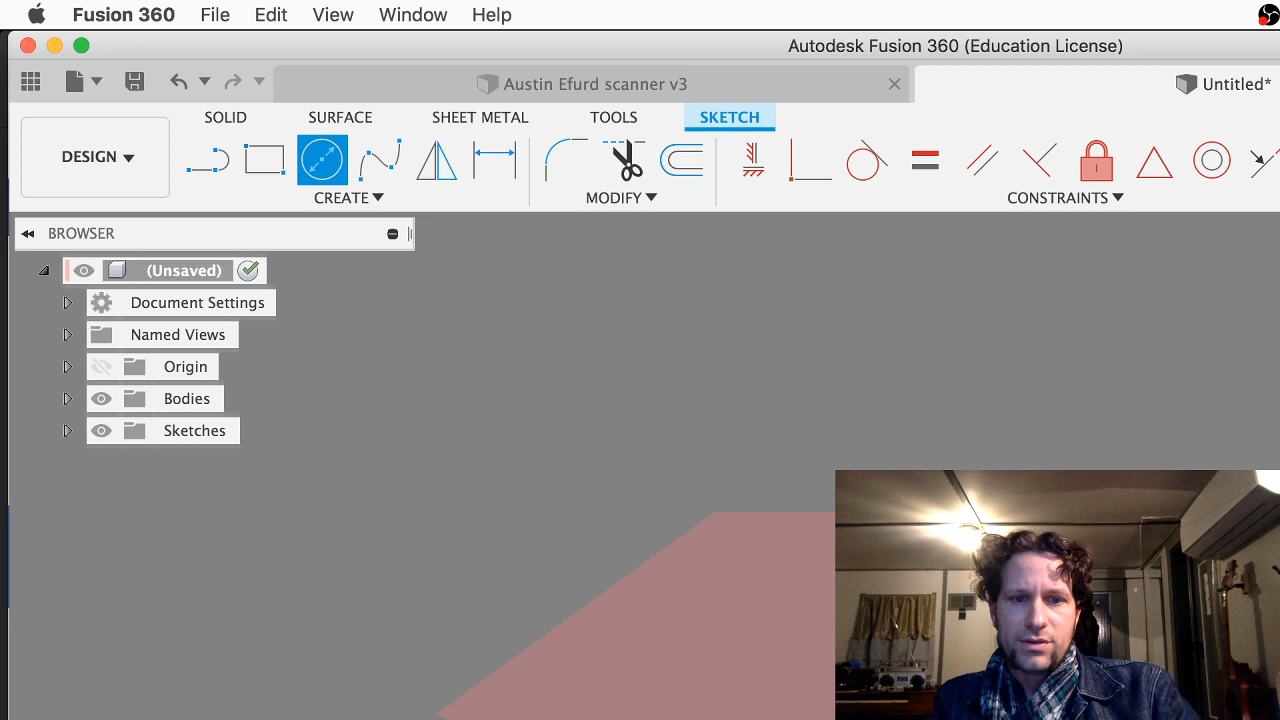 Fusion 360 File Edit View Window Help
Autodesk Fusion 360 (Education License)
Austin Efurd scanner v3
Untitled*
SOLID SURFACE SHEET METAL TOOLS SKETCH
DESIGN
CREATE MODIFY CONSTRAINTS
BROWSER
(Unsaved)
Document Settings
Named Views
Origin
Bodies
Sketches